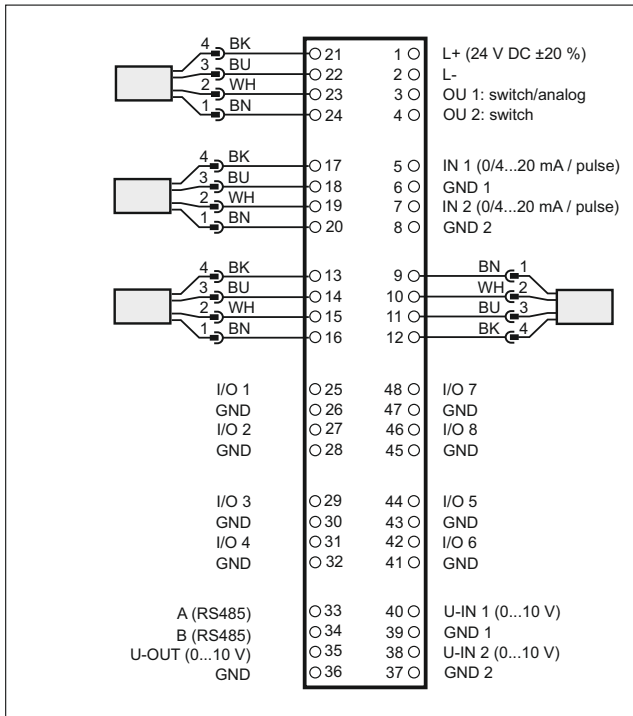 4 BK 21 1 L+ (24 V DC ±20 %)
3 BU 22 2 L-
2 WH 23 3 OU 1: switch/analog
1 BN 24 4 OU 2: switch
4 BK 17 5 IN 1 (0/4...20 mA / pulse)
3 BU 18 6 GND 1
2 WH 19 7 IN 2 (0/4...20 mA / pulse)
1 BN 20 8 GND 2
4 BK 13 9 BN 1
3 BU 14 10 WH 2
2 WH 15 11 BU 3
1 BN 16 12 BK 4
I/O 1 25 48 I/O 7
GND 26 47 GND
I/O 2 27 46 I/O 8
GND 28 45 GND
I/O 3 29 44 I/O 5
GND 30 43 GND
I/O 4 31 42 I/O 6
GND 32 41 GND
A (RS485) 33 40 U-IN 1 (0...10 V)
B (RS485) 34 39 GND 1
U-OUT (0...10 V) 35 38 U-IN 2 (0...10 V)
GND 36 37 GND 2